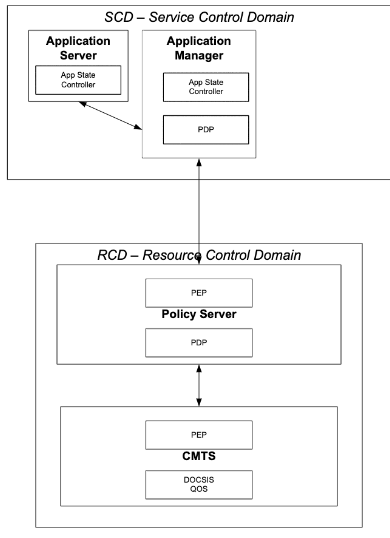 SCD – Service Control Domain
Application
Server
App State
Controller
Application
Manager
App State
Controller
PDP
RCD – Resource Control Domain
PEP
Policy Server
PDP
PEP
CMTS
DOCSIS
QOS